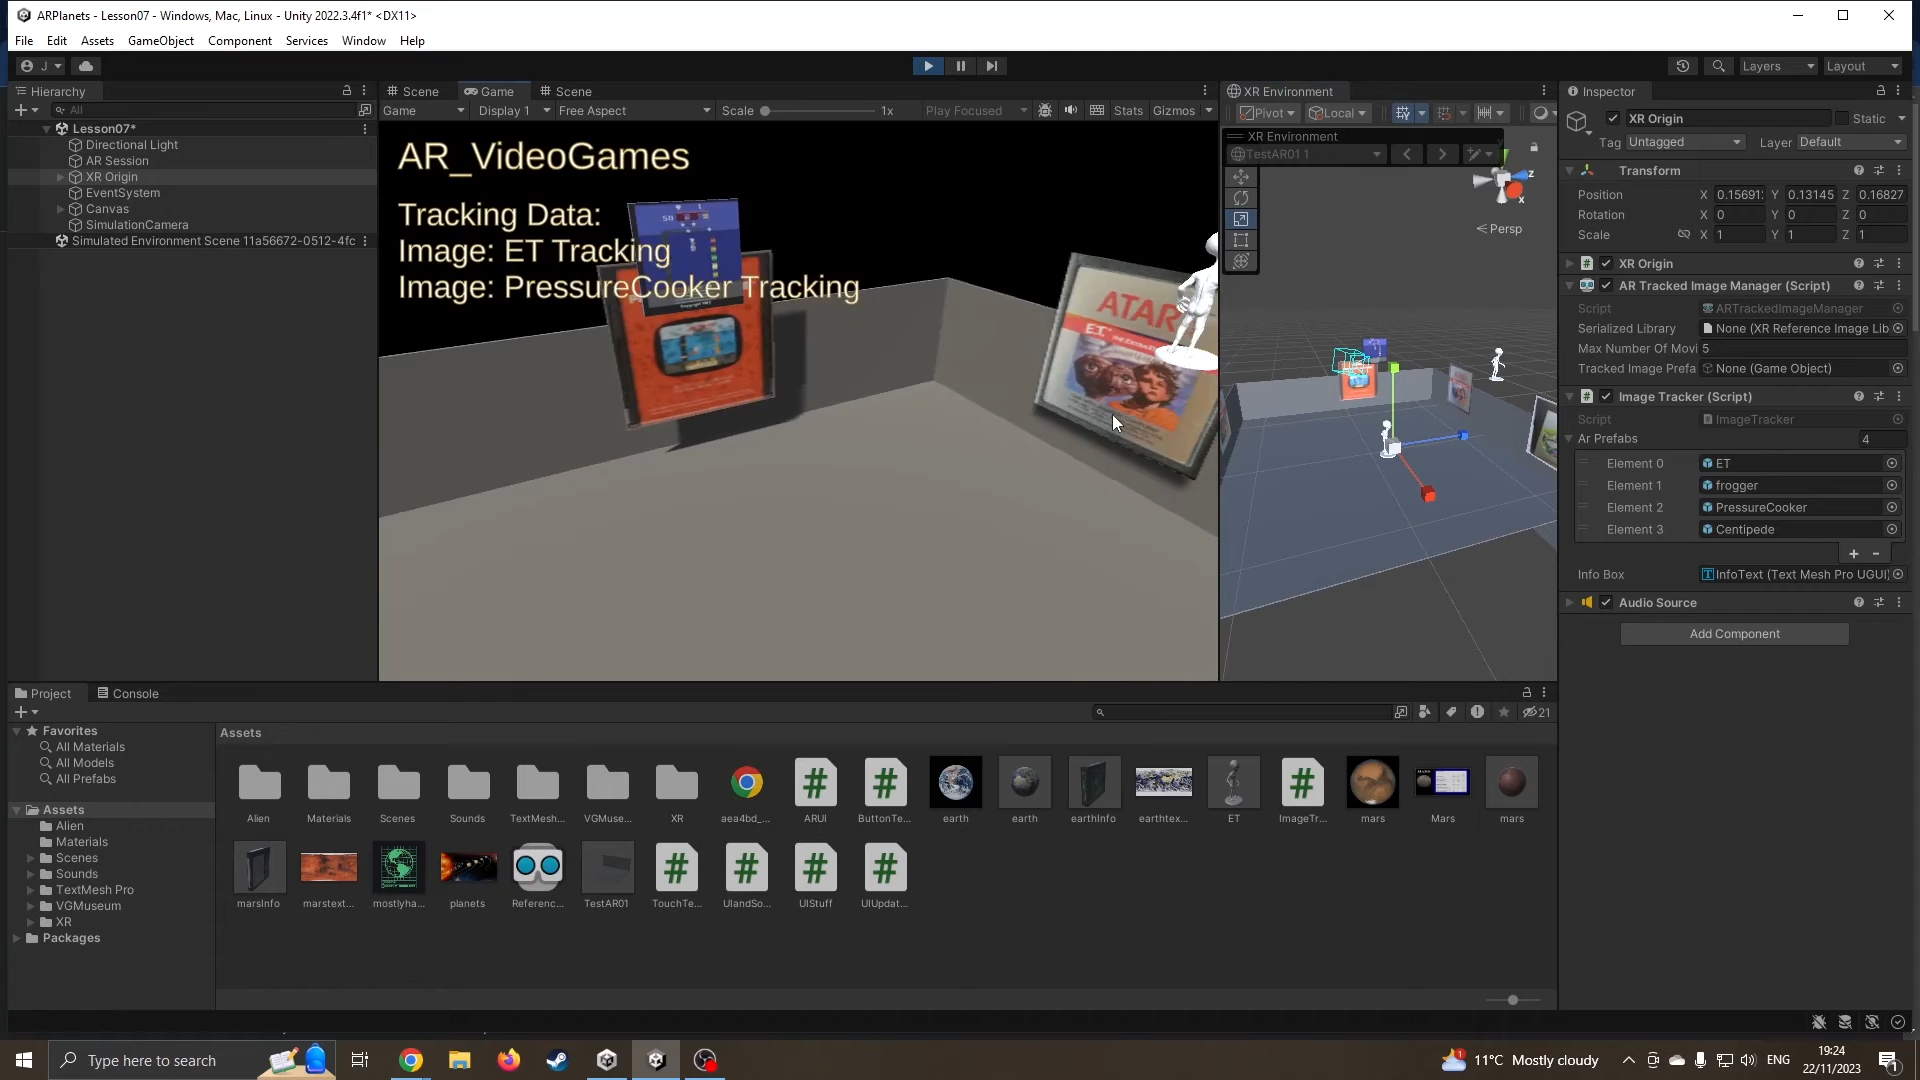 ARPlanets - Lesson07 - Windows, Mac, Linux - Unity 2022.3.4f1* <DX11>
File Edit Assets GameObject Component Services Window Help
J
Layers Layout
Hierarchy
All
Lesson07*
Directional Light
AR Session
XR Origin
EventSystem
Canvas
SimulationCamera
Simulated Environment Scene 11a56672-0512-4fc
Scene Game Scene
Game Display 1 Free Aspect Scale 1x Play Focused Stats Gizmos
AR_VideoGames
Tracking Data:
Image: ET Tracking
Image: PressureCooker Tracking
ATAR
E.T.
XR Environment
Pivot Local
XR Environment
TestAR01 1
z
x
Persp
Inspector
XR Origin Static
Tag Untagged Layer Default
Transform
Position X 0.15691: Y 0.13145 Z 0.16827
Rotation X 0 Y 0 Z 0
Scale X 1 Y 1 Z 1
XR Origin
AR Tracked Image Manager (Script)
Script ARTrackedImageManager
Serialized Library None (XR Reference Image Lib
Max Number Of Movi 5
Tracked Image Prefa None (Game Object)
Image Tracker (Script)
Script ImageTracker
Ar Prefabs 4
Element 0 ET
Element 1 frogger
Element 2 PressureCooker
Element 3 Centipede
+ -
Info Box InfoText (Text Mesh Pro UGUI)
Audio Source
Add Component
Project Console
21
Favorites
All Materials
All Models
All Prefabs
Assets
Alien
Materials
Scenes
Sounds
TextMesh Pro
VGMuseum
XR
Packages
Assets
Alien Materials Scenes Sounds TextMesh... VGMuse... XR aea4bd_... ARUI ButtonTe... earth earth earthInfo earthtex... ET ImageTr... mars Mars mars
marsInfo marstext... mostlyha... planets Referenc... TestAR01 TouchTe... UIandSo... UIStuff UIUpdat...
Type here to search
1
11°C Mostly cloudy
ENG
19:24
22/11/2023
1